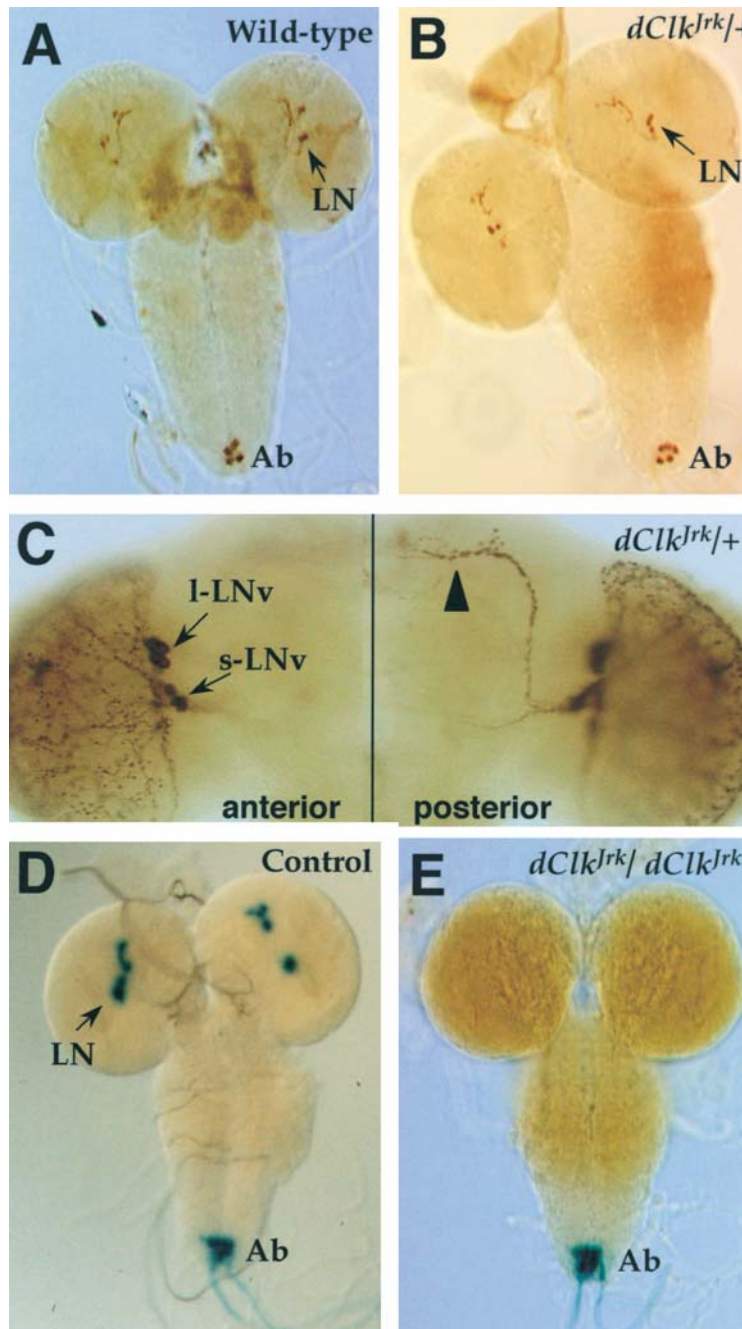 A
Wild-type
LN
Ab
B
dClkJrk/+
LN
Ab
C
l-LNv
s-LNv
anterior
dClkJrk/+
posterior
D
Control
LN
Ab
E
dClkJrk/ dClkJrk
Ab